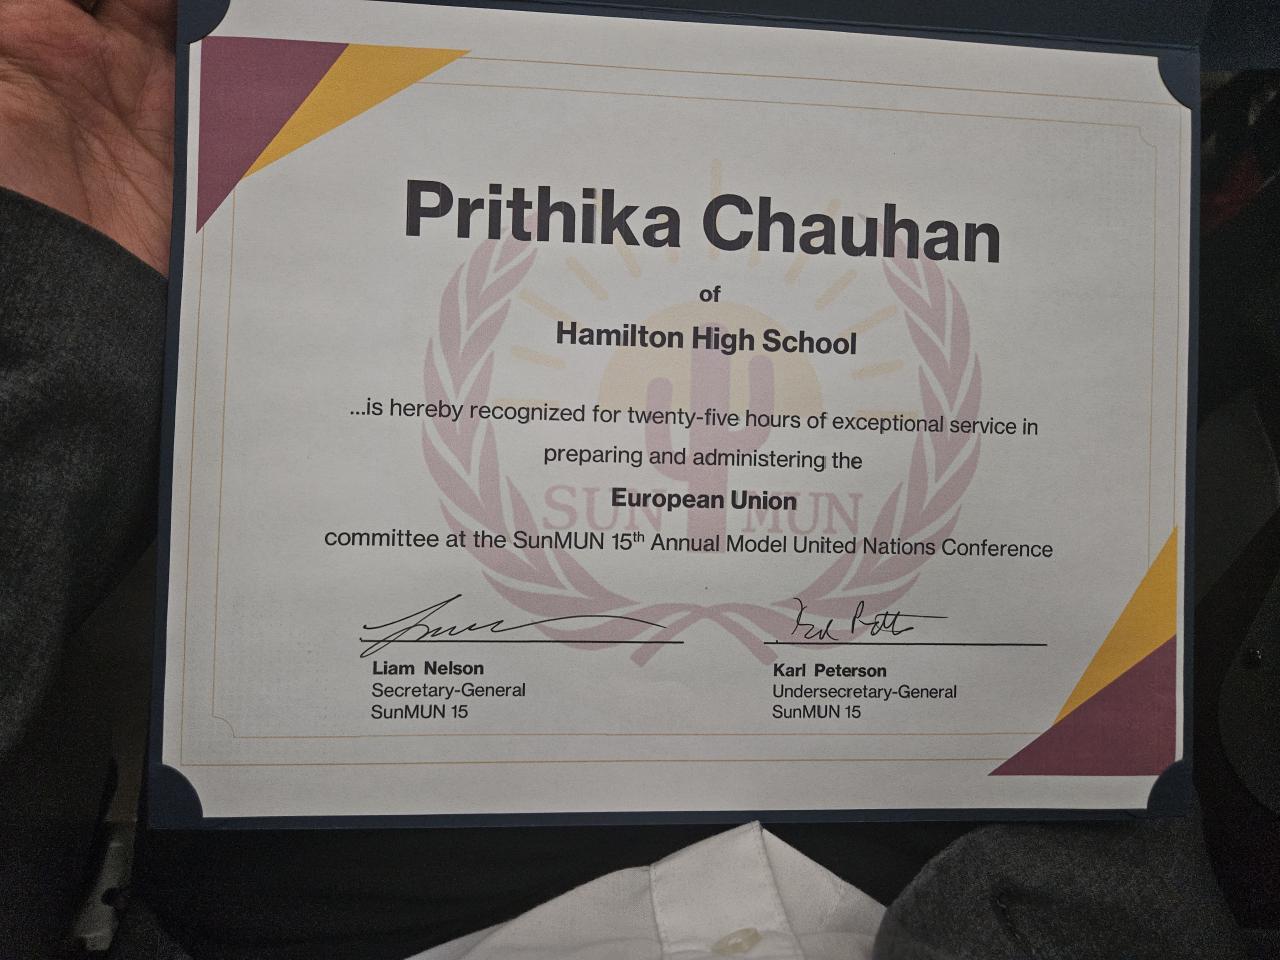 Prithika Chauhan
of
Hamilton High School
...is hereby recognized for twenty-five hours of exceptional service in
preparing and administering the
European Union
committee at the SunMUN 15th Annual Model United Nations Conference
SUN MUN
Liam Nelson
Secretary-General
SunMUN 15
Karl Peterson
Undersecretary-General
SunMUN 15